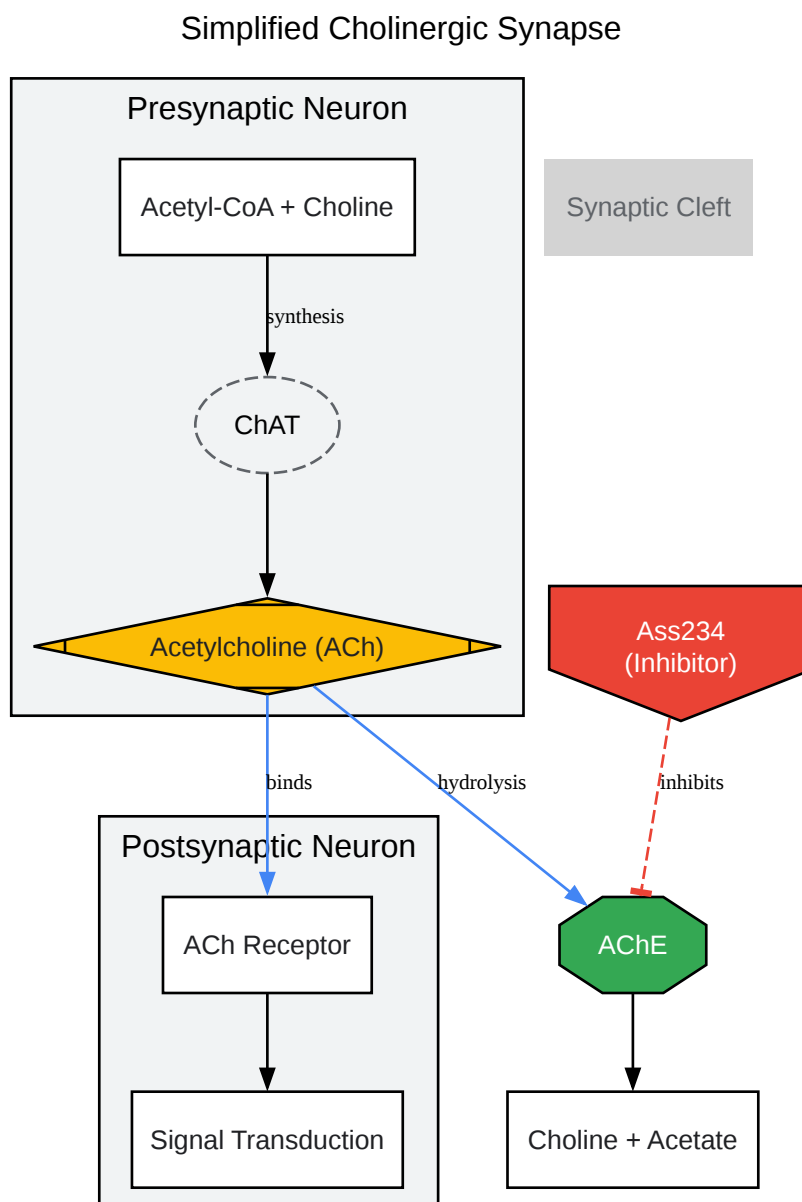 Simplified Cholinergic Synapse
Presynaptic Neuron
Acetyl-CoA + Choline
Synaptic Cleft
synthesis
ChAT
Acetylcholine (ACh)
Ass234
(Inhibitor)
binds
hydrolysis
inhibits
Postsynaptic Neuron
ACh Receptor
AChE
Signal Transduction
Choline + Acetate